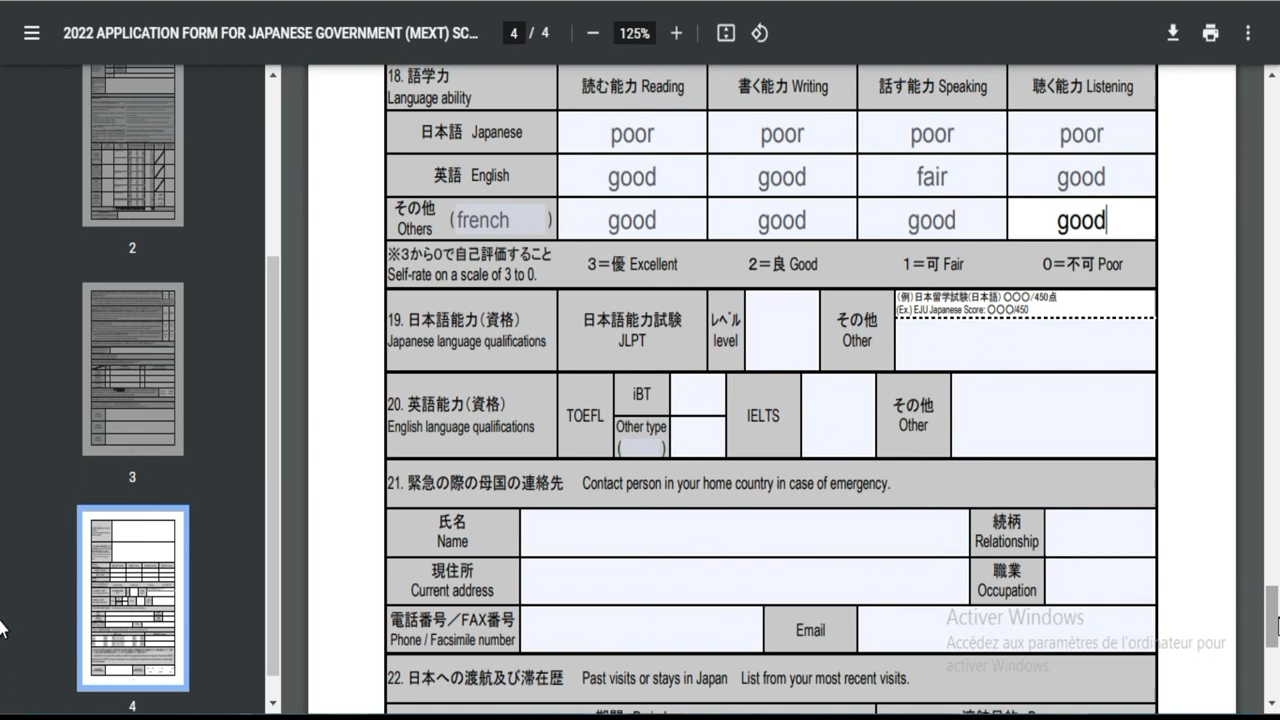 2022 APPLICATION FORM FOR JAPANESE GOVERNMENT (MEXT) SC...
4 / 4
125%
18. 語学力
Language ability
読む能力 Reading
書く能力 Writing
話す能力 Speaking
聴く能力 Listening
日本語 Japanese
poor
poor
poor
poor
英語 English
good
good
fair
good
その他
Others
(french )
good
good
good
good
※3から0で自己評価すること
Self-rate on a scale of 3 to 0.
3＝優 Excellent
2＝良 Good
1＝可 Fair
0＝不可 Poor
19. 日本語能力（資格）
Japanese language qualifications
日本語能力試験
JLPT
レベル
level
その他
Other
(例)日本留学試験(日本語) 〇〇〇/450点
(Ex.) EJU Japanese Score: 〇〇〇/450
20. 英語能力（資格）
English language qualifications
TOEFL
iBT
Other type
( )
IELTS
その他
Other
21. 緊急の際の母国の連絡先 Contact person in your home country in case of emergency.
氏名
Name
続柄
Relationship
現住所
Current address
職業
Occupation
電話番号／FAX番号
Phone / Facsimile number
Email
22. 日本への渡航及び滞在歴 Past visits or stays in Japan List from your most recent visits.
Activer Windows
Accédez aux paramètres de l'ordinateur pour
activer Windows.
2
3
4